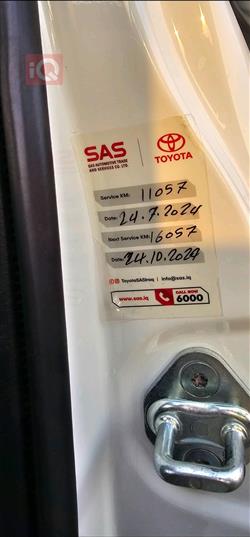 iQ
SAS
SAS AUTOMOTIVE TRADE
AND SERVICES CO. LTD.
TOYOTA
Service KM: 11057
Date: 24.7.2024
Next Service KM: 16057
Date: 24.10.2024
ToyotaSASIraq | info@sas.iq
www.sas.iq
CALL NOW
6000